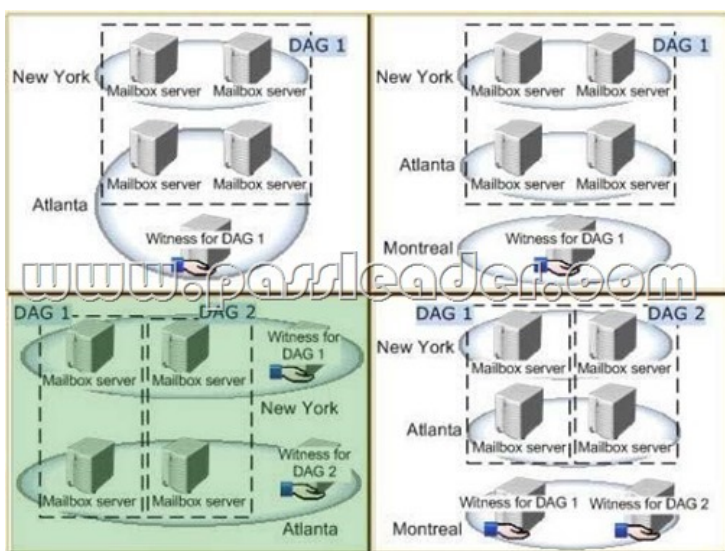 DAG 1
New York
Mailbox server Mailbox server
Mailbox server Mailbox server
Atlanta
Witness for DAG 1
DAG 1
New York
Mailbox server Mailbox server
Atlanta
Mailbox server Mailbox server
Montreal
Witness for DAG 1
www.passleader.com
DAG 1 DAG 2
Mailbox server Mailbox server
Witness for
DAG 1
New York
Mailbox server Mailbox server
Witness for
DAG 2
Atlanta
DAG 1 DAG 2
New York
Mailbox server Mailbox server
Atlanta
Mailbox server Mailbox server
Montreal
Witness for DAG 1 Witness for DAG 2